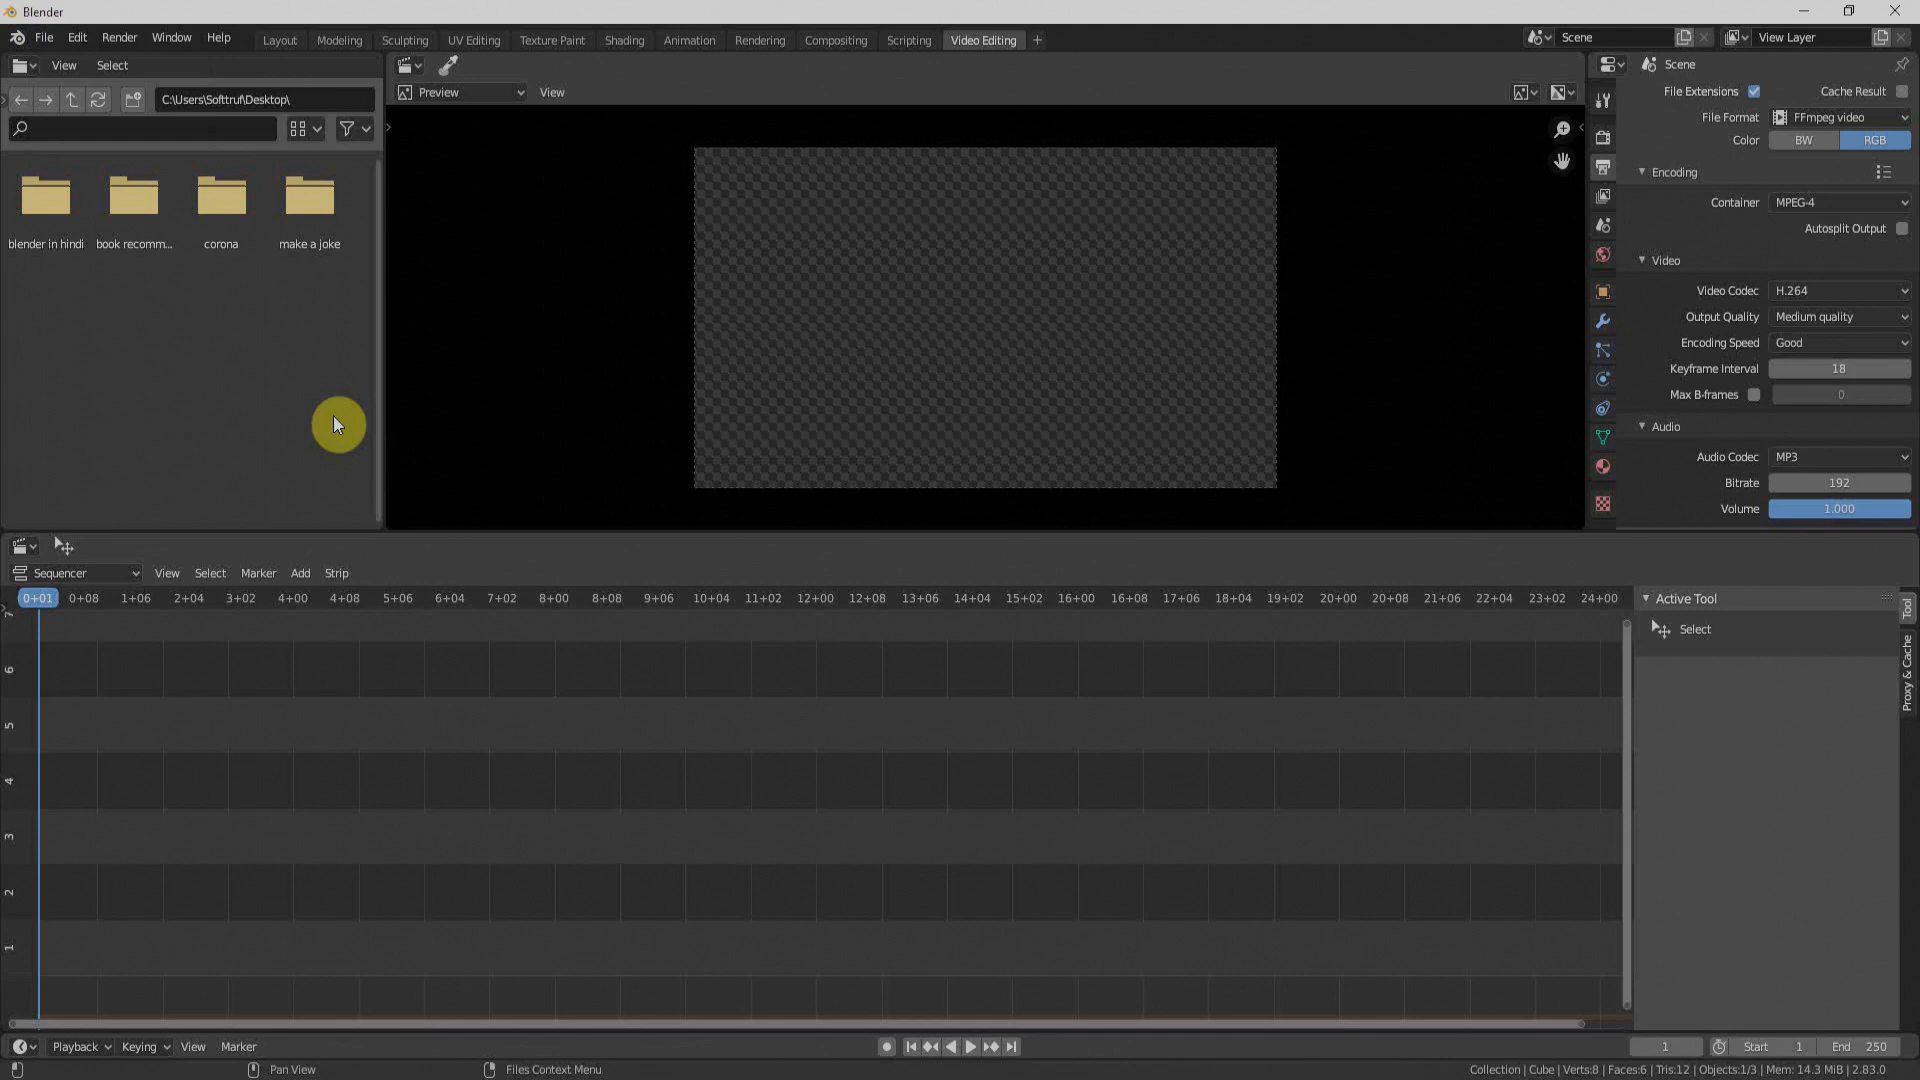 Blender
File Edit Render Window Help Layout Modeling Sculpting UV Editing Texture Paint Shading Animation Rendering Compositing Scripting Video Editing + Scene View Layer
View Select
Scene
C:\Users\Softtruf\Desktop\
Preview View
File Extensions Cache Result
File Format FFmpeg video
Color BW RGB
Encoding
Container MPEG-4
Autosplit Output
Video
Video Codec H.264
Output Quality Medium quality
Encoding Speed Good
Keyframe Interval 18
Max B-frames 0
Audio
Audio Codec MP3
Bitrate 192
Volume 1.000
blender in hindi book recomm... corona make a joke
Sequencer View Select Marker Add Strip
0+01 0+08 1+06 2+04 3+02 4+00 4+08 5+06 6+04 7+02 8+00 8+08 9+06 10+04 11+02 12+00 12+08 13+06 14+04 15+02 16+00 16+08 17+06 18+04 19+02 20+00 20+08 21+06 22+04 23+02 24+00
7
6
5
4
3
2
1
Active Tool
Select
Tool
Proxy & Cache
Playback Keying View Marker 1 Start 1 End 250
Pan View Files Context Menu Collection | Cube | Verts:8 | Faces:6 | Tris:12 | Objects:1/3 | Mem: 14.3 MiB | 2.83.0